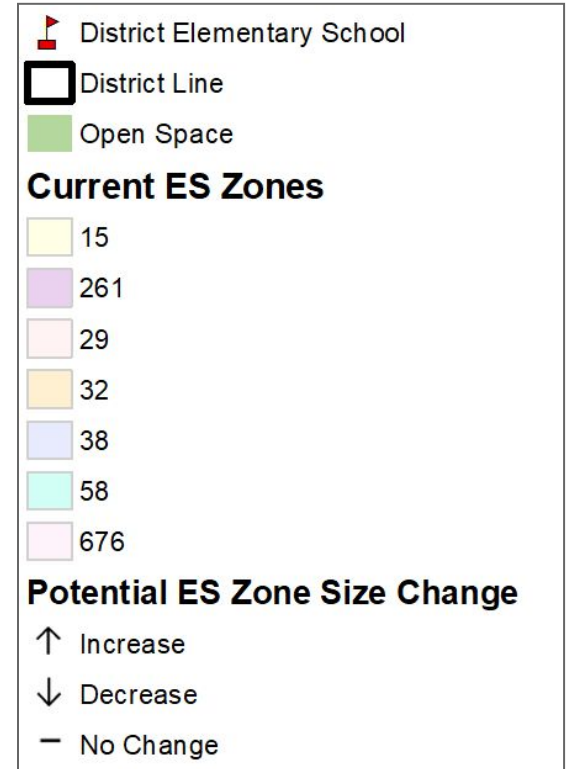 District Elementary School
District Line
Open Space
Current ES Zones
15
261
29
32
38
58
676
Potential ES Zone Size Change
↑ Increase
↓ Decrease
– No Change